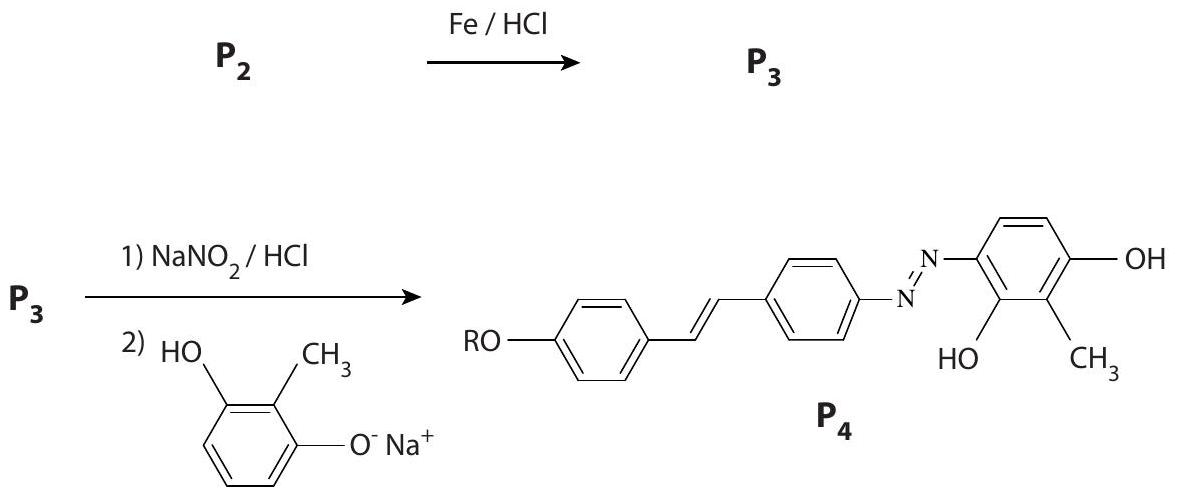 P₂ Fe / HCl P₃
P₃ 1) NaNO₂ / HCl
2) HO CH₃
O⁻ Na⁺
RO N N OH
HO CH₃
P₄